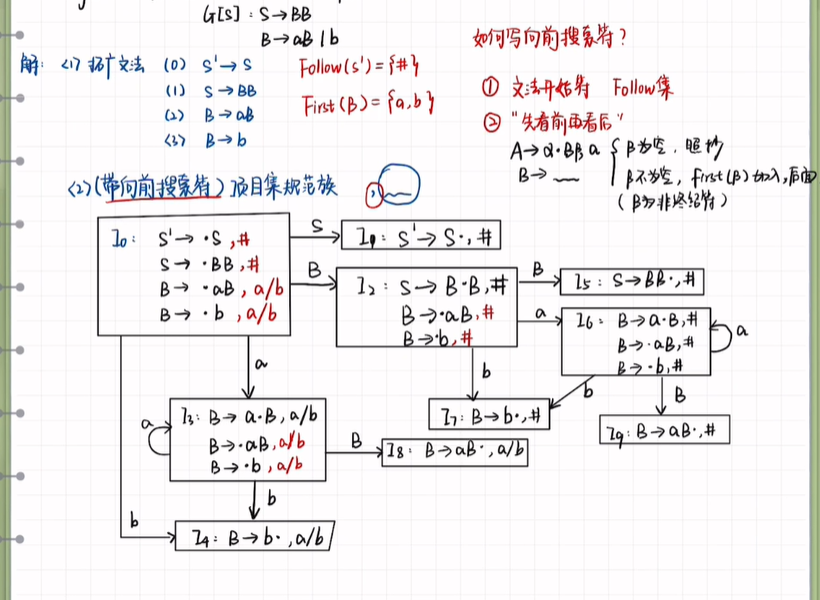 G[S]: S→BB
B→aB | b
如何写向前搜索符？
解: <1> 拓广文法 (0) S'→S
(1) S→BB
(2) B→aB
(3) B→b
Follow(S')={#}
First(B)={a,b}
① 文法开始符 Follow集
② "先看前再看后"
A→α·Bβ a { β为空，照抄
B→ __ β不为空，first(β)加入，后面
(β为非终结符)
<2>(带向前搜索符)项目集规范族
, __
I0: S'→·S,#
S→·BB,#
B→·aB,a/b
B→·b,a/b
S
I1: S'→S·,#
B
I2: S→B·B,#
B→·aB,#
B→·b,#
B
I5: S→BB·,#
a
I6: B→a·B,#
B→·aB,#
B→·b,#
a
b
b
B
I7: B→b·,#
I9: B→aB·,#
a
a
I3: B→a·B,a/b
B→·aB,a/b
B→·b,a/b
B
I8: B→aB·,a/b
b
b
I4: B→b·,a/b